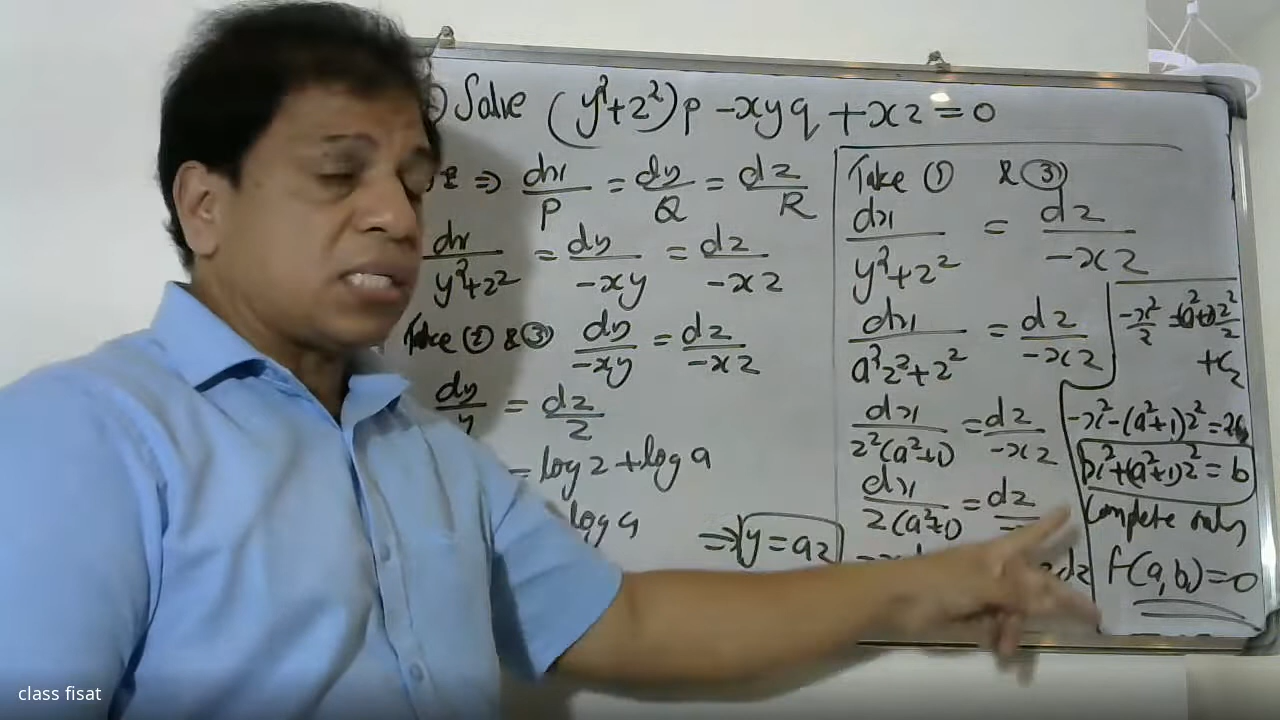 Solve (y²+z²)p -xyq +xz=0
⇒ dx/P = dy/Q = dz/R
dx/y²+z² = dy/-xy = dz/-xz
Take ② & ③ dy/-xy = dz/-xz
dy/y = dz/z
= log z + log a
log a
⇒ y=az
Take ① & ③
dx/y²+z² = dz/-xz
dx/a²z²+z² = dz/-xz
dx/z²(a²+1) = dz/-xz
dx/z(a²+1) = dz
zdz
-x²/2 = (a²+1)z²/2
+C₂
-x²-(a²+1)z²=2C₂
x²+(a²+1)z² = b
Complete
f(a,b)=0
class fisat